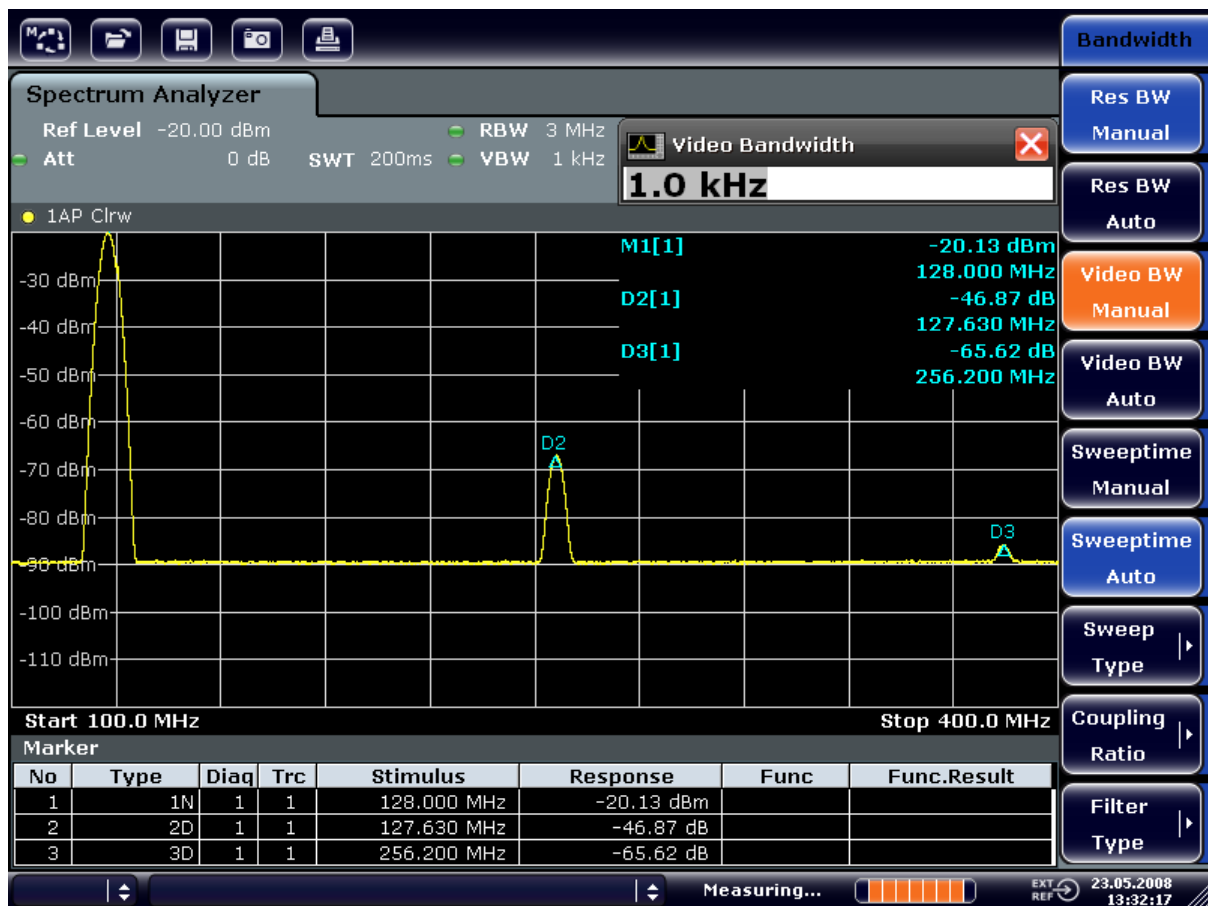 M
Bandwidth
Spectrum Analyzer
Ref Level -20.00 dBm RBW 3 MHz
Att 0 dB SWT 200ms VBW 1 kHz
Video Bandwidth
1.0 kHz
1AP Clrw
M1[1] -20.13 dBm
128.000 MHz
D2[1] -46.87 dB
127.630 MHz
D3[1] -65.62 dB
256.200 MHz
-30 dBm
-40 dBm
-50 dBm
-60 dBm
-70 dBm
-80 dBm
-90 dBm
-100 dBm
-110 dBm
D2
D3
Start 100.0 MHz Stop 400.0 MHz
Marker
No Type Diaq Trc Stimulus Response Func Func.Result
1 1N 1 1 128.000 MHz -20.13 dBm
2 2D 1 1 127.630 MHz -46.87 dB
3 3D 1 1 256.200 MHz -65.62 dB
Measuring...
EXT
REF
23.05.2008
13:32:17
Res BW
Manual
Res BW
Auto
Video BW
Manual
Video BW
Auto
Sweeptime
Manual
Sweeptime
Auto
Sweep
Type
Coupling
Ratio
Filter
Type